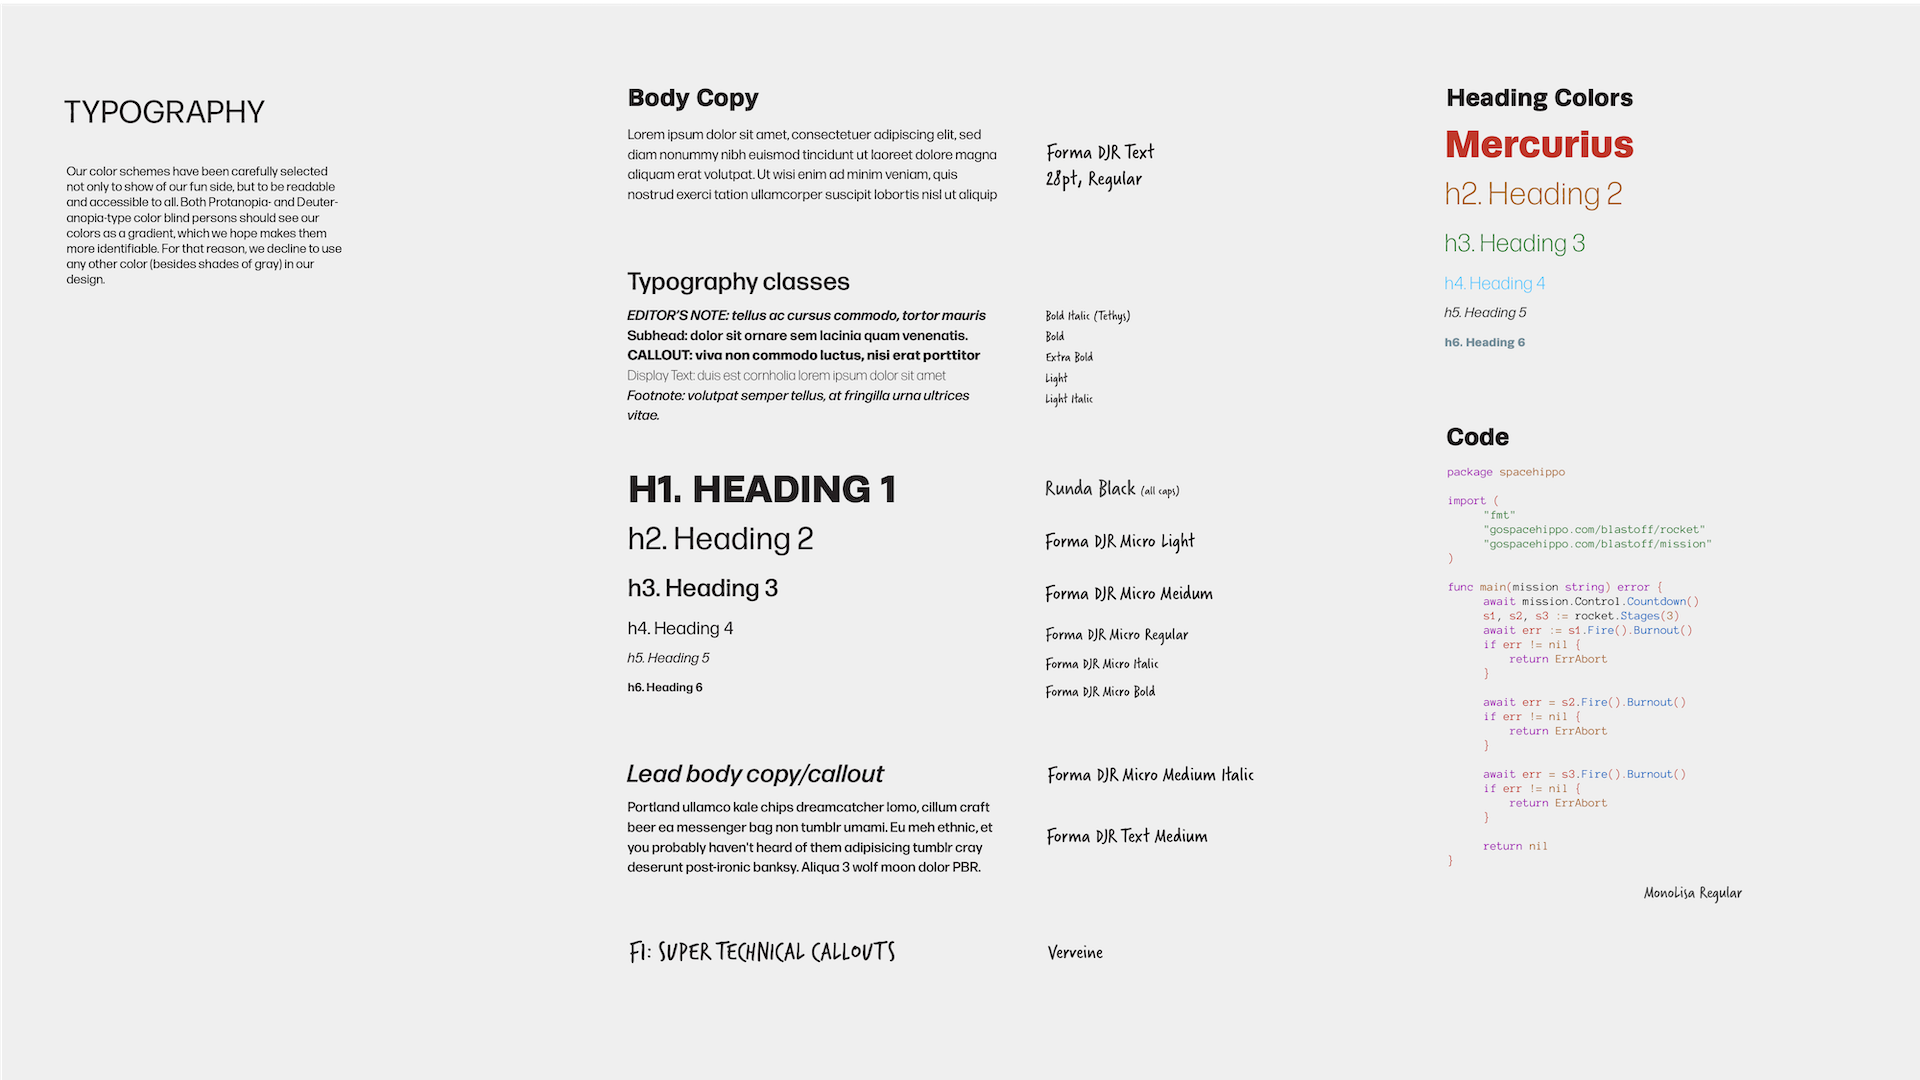 TYPOGRAPHY
Our color schemes have been carefully selected
not only to show of our fun side, but to be readable
and accessible to all. Both Protanopia- and Deuter-
anopia-type color blind persons should see our
colors as a gradient, which we hope makes them
more identifiable. For that reason, we decline to use
any other color (besides shades of gray) in our
design.
Body Copy
Lorem ipsum dolor sit amet, consectetuer adipiscing elit, sed
diam nonummy nibh euismod tincidunt ut laoreet dolore magna
aliquam erat volutpat. Ut wisi enim ad minim veniam, quis
nostrud exerci tation ullamcorper suscipit lobortis nisl ut aliquip
Forma DJR Text
28pt, Regular
Typography classes
EDITOR'S NOTE: tellus ac cursus commodo, tortor mauris
Subhead: dolor sit ornare sem lacinia quam venenatis.
CALLOUT: viva non commodo luctus, nisi erat porttitor
Display Text: duis est cornholia lorem ipsum dolor sit amet
Footnote: volutpat semper tellus, at fringilla urna ultrices
vitae.
Bold Italic (Tethys)
Bold
Extra Bold
Light
Light Italic
H1. HEADING 1
Runda Black (all caps)
h2. Heading 2
Forma DJR Micro Light
h3. Heading 3
Forma DJR Micro Meidum
h4. Heading 4
Forma DJR Micro Regular
h5. Heading 5
Forma DJR Micro Italic
h6. Heading 6
Forma DJR Micro Bold
Lead body copy/callout
Forma DJR Micro Medium Italic
Portland ullamco kale chips dreamcatcher lomo, cillum craft
beer ea messenger bag non tumblr umami. Eu meh ethnic, et
you probably haven't heard of them adipisicing tumblr cray
deserunt post-ironic banksy. Aliqua 3 wolf moon dolor PBR.
Forma DJR Text Medium
F1: SUPER TECHNICAL CALLOUTS
Verveine
Heading Colors
Mercurius
h2. Heading 2
h3. Heading 3
h4. Heading 4
h5. Heading 5
h6. Heading 6
Code
package spacehippo
import (
"fmt"
"gospacehippo.com/blastoff/rocket"
"gospacehippo.com/blastoff/mission"
)
func main(mission string) error {
await mission.Control.Countdown()
s1, s2, s3 := rocket.Stages(3)
await err := s1.Fire().Burnout()
if err != nil {
return ErrAbort
}
await err = s2.Fire().Burnout()
if err != nil {
return ErrAbort
}
await err = s3.Fire().Burnout()
if err != nil {
return ErrAbort
}
return nil
}
MonoLisa Regular